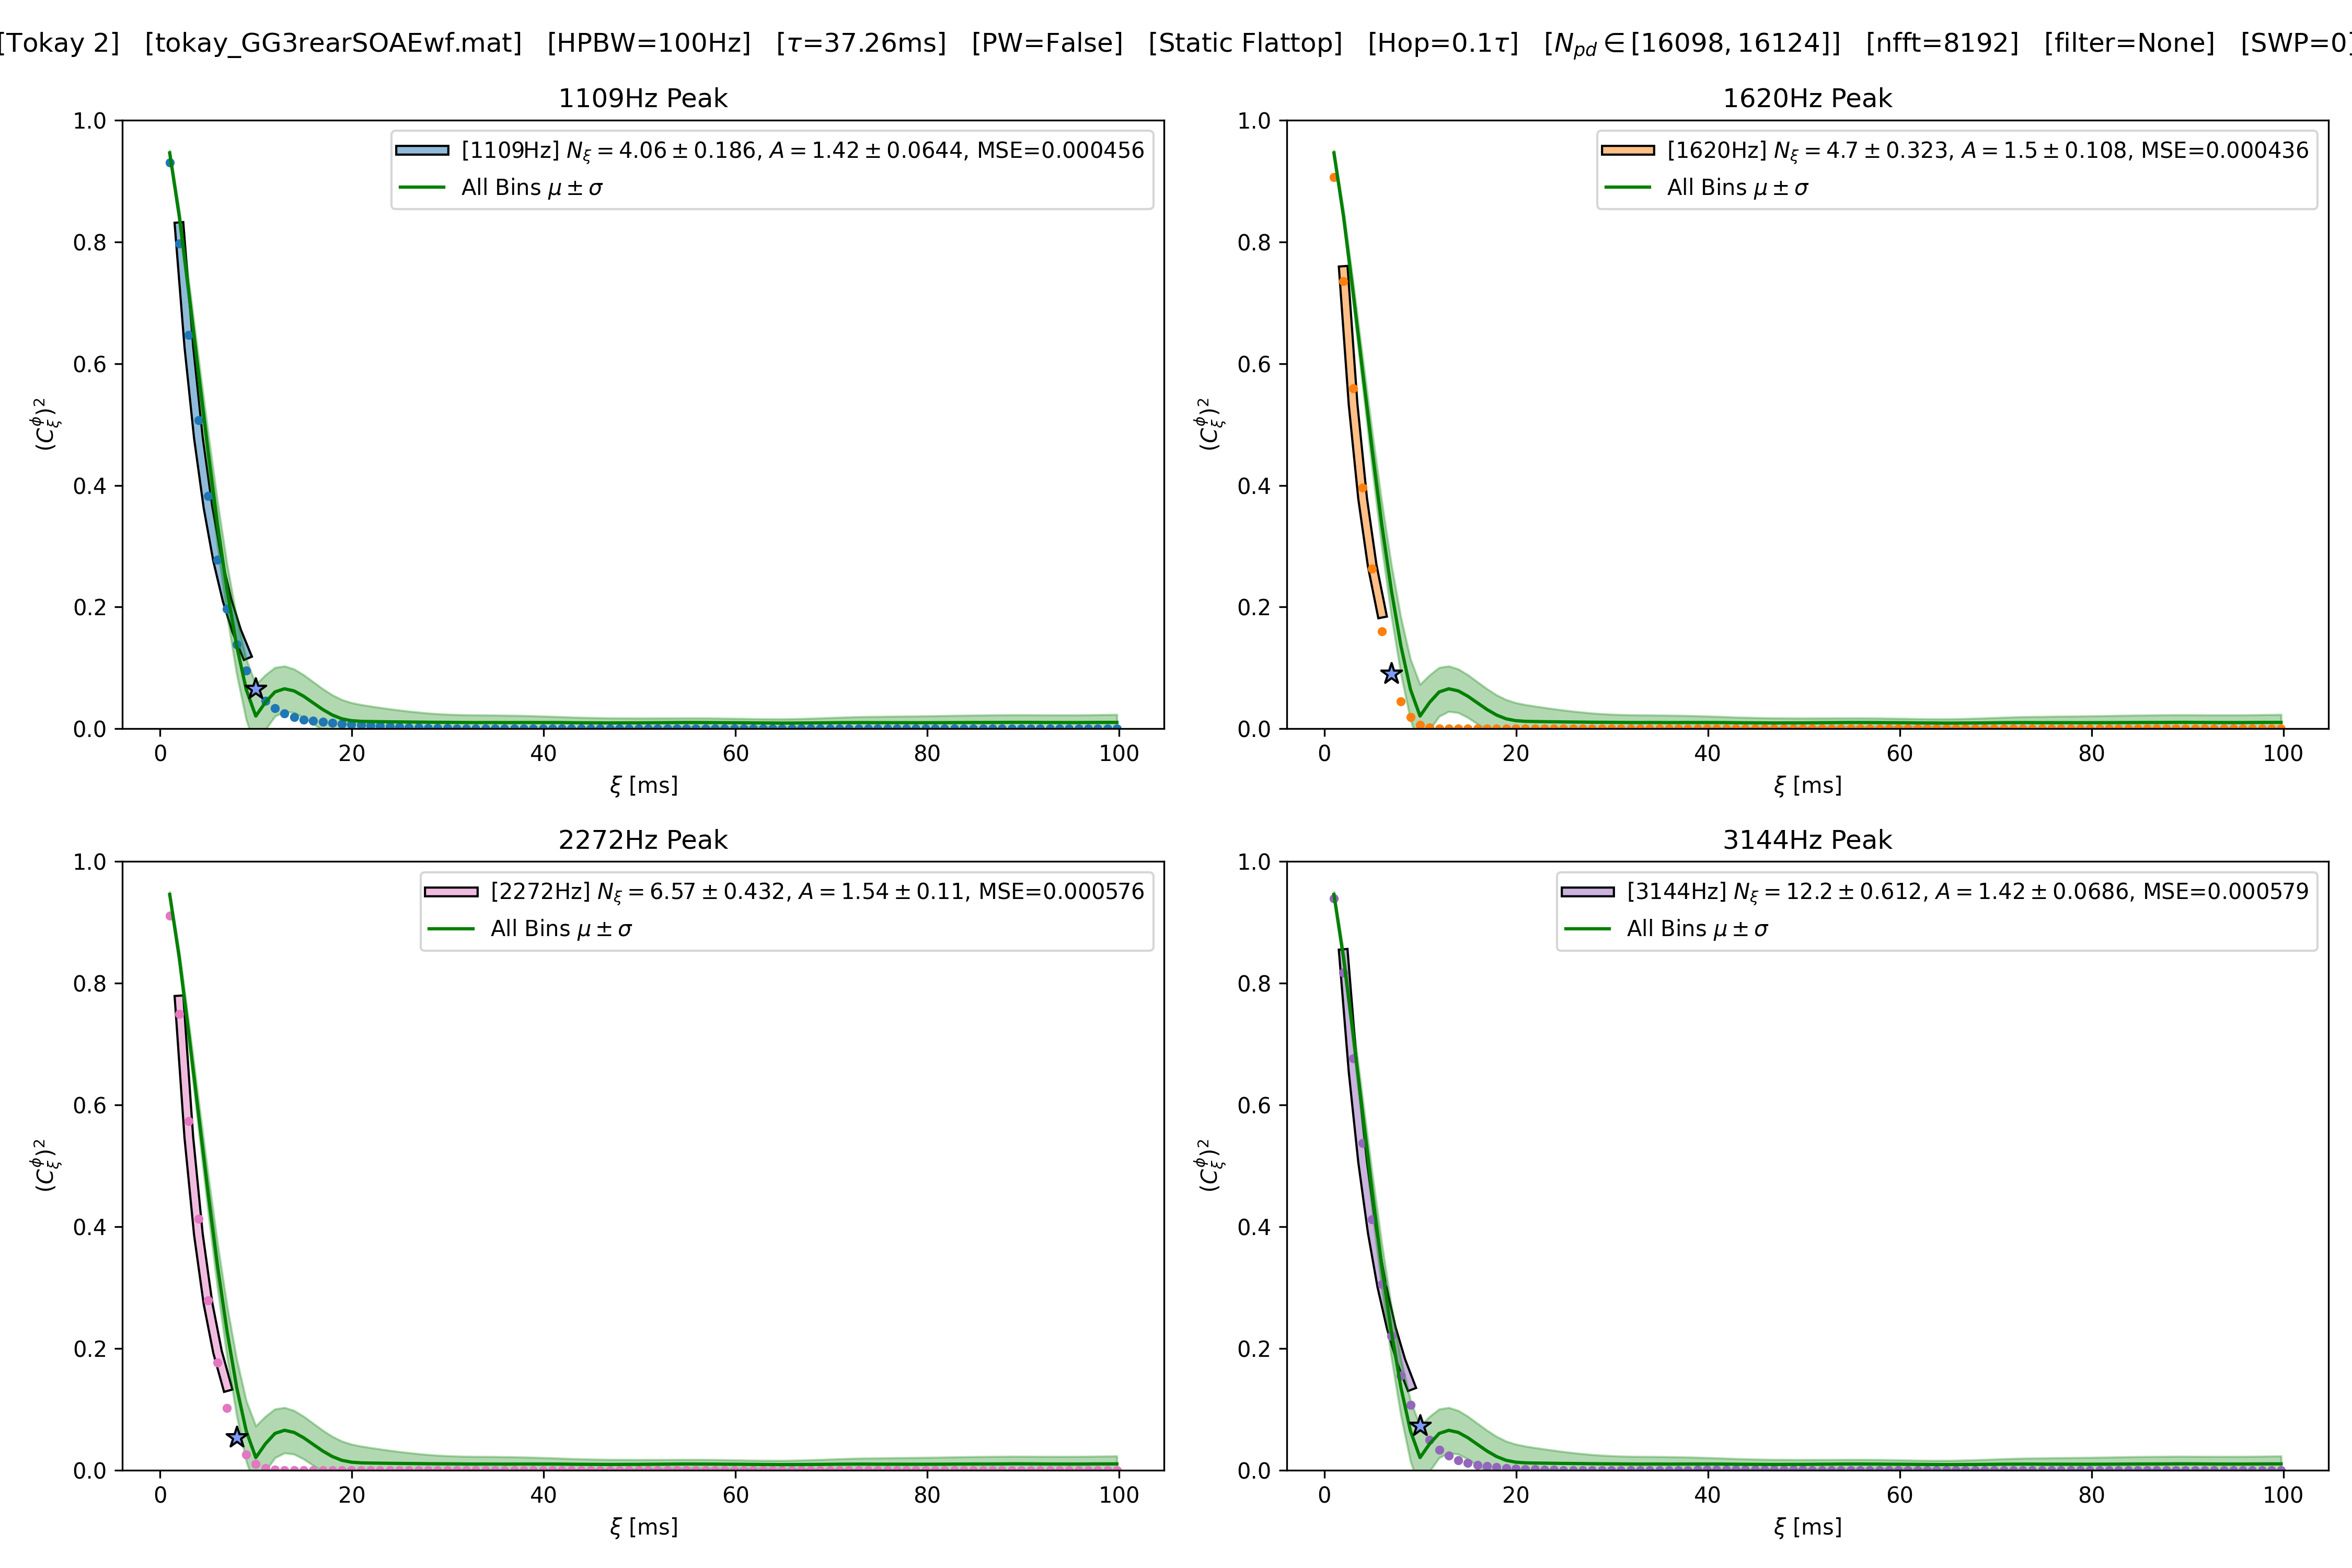 [Tokay 2] [tokay_GG3rearSOAEwf.mat] [HPBW=100Hz] [τ=37.26ms] [PW=False] [Static Flattop] [Hop=0.1τ] [N_pd ∈ [16098, 16124]] [nfft=8192] [filter=None] [SWP=0]
1109Hz Peak
[1109Hz] N_ξ = 4.06 ± 0.186, A = 1.42 ± 0.0644, MSE=0.000456
All Bins μ ± σ
1.0
0.8
0.6
0.4
0.2
0.0
(C_ξ^ϕ)^2
0 20 40 60 80 100
ξ [ms]
1620Hz Peak
[1620Hz] N_ξ = 4.7 ± 0.323, A = 1.5 ± 0.108, MSE=0.000436
All Bins μ ± σ
1.0
0.8
0.6
0.4
0.2
0.0
(C_ξ^ϕ)^2
0 20 40 60 80 100
ξ [ms]
2272Hz Peak
[2272Hz] N_ξ = 6.57 ± 0.432, A = 1.54 ± 0.11, MSE=0.000576
All Bins μ ± σ
1.0
0.8
0.6
0.4
0.2
0.0
(C_ξ^ϕ)^2
0 20 40 60 80 100
ξ [ms]
3144Hz Peak
[3144Hz] N_ξ = 12.2 ± 0.612, A = 1.42 ± 0.0686, MSE=0.000579
All Bins μ ± σ
1.0
0.8
0.6
0.4
0.2
0.0
(C_ξ^ϕ)^2
0 20 40 60 80 100
ξ [ms]